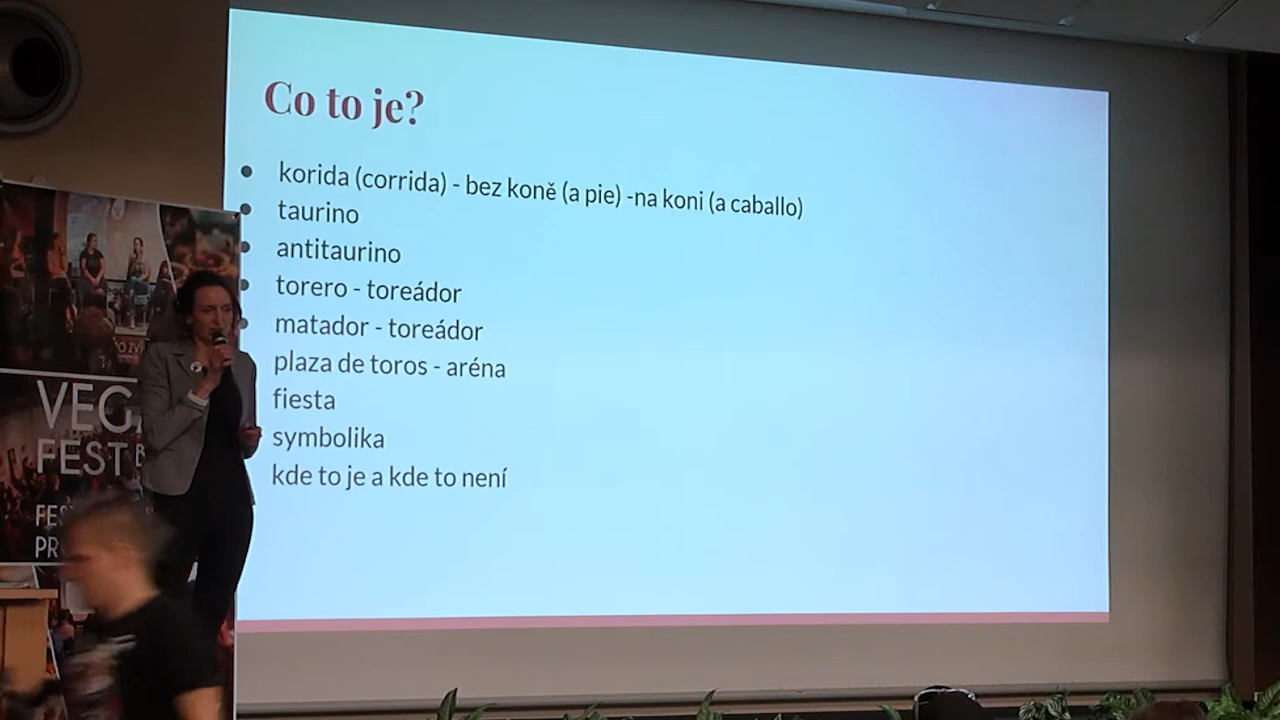 Co to je?
korida (corrida) - bez koně (a pie) -na koni (a caballo)
taurino
antitaurino
torero - toreádor
matador - toreádor
plaza de toros - aréna
fiesta
symbolika
kde to je a kde to není
FEST